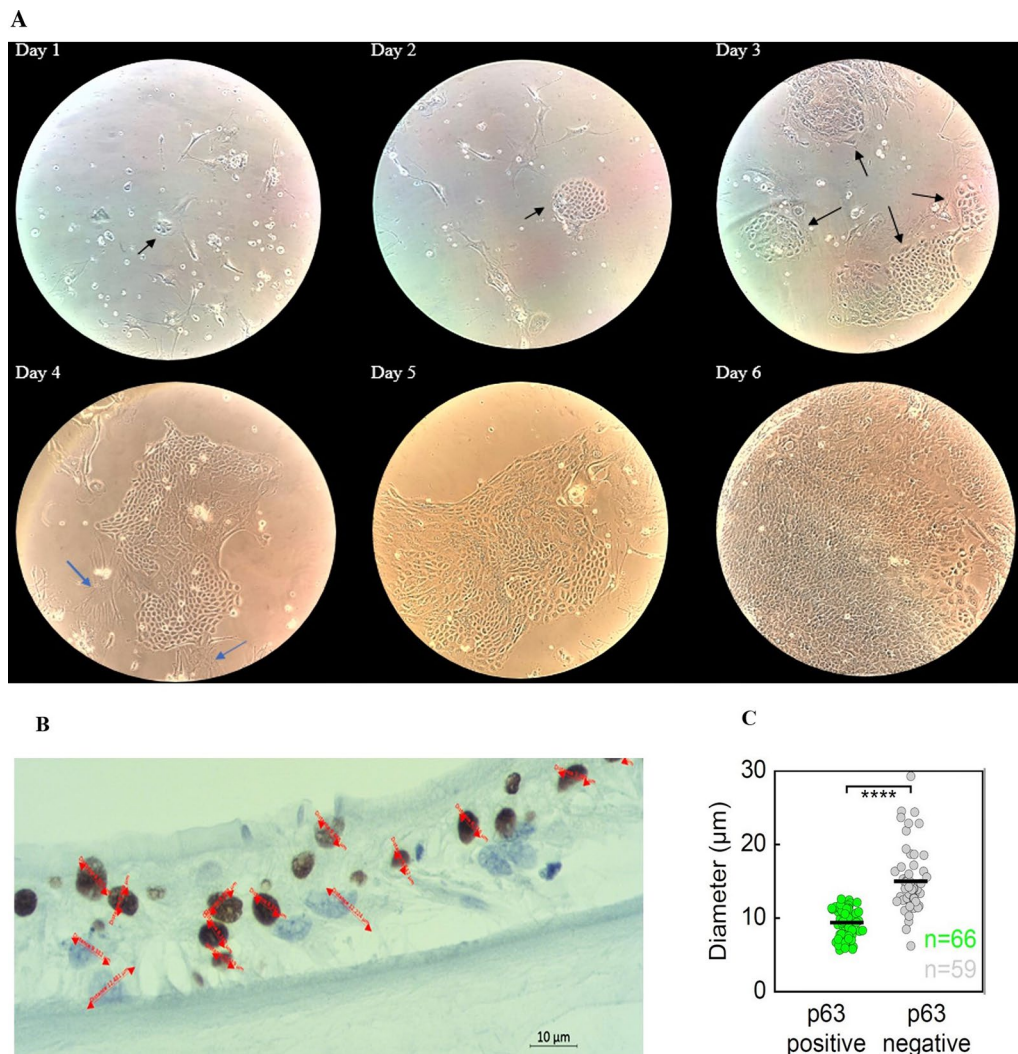 A
Day 1
Day 2
Day 3
Day 4
Day 5
Day 6
B
10 µm
C
Diameter (µm)
30
20
10
0
****
n=66
n=59
p63 positive
p63 negative